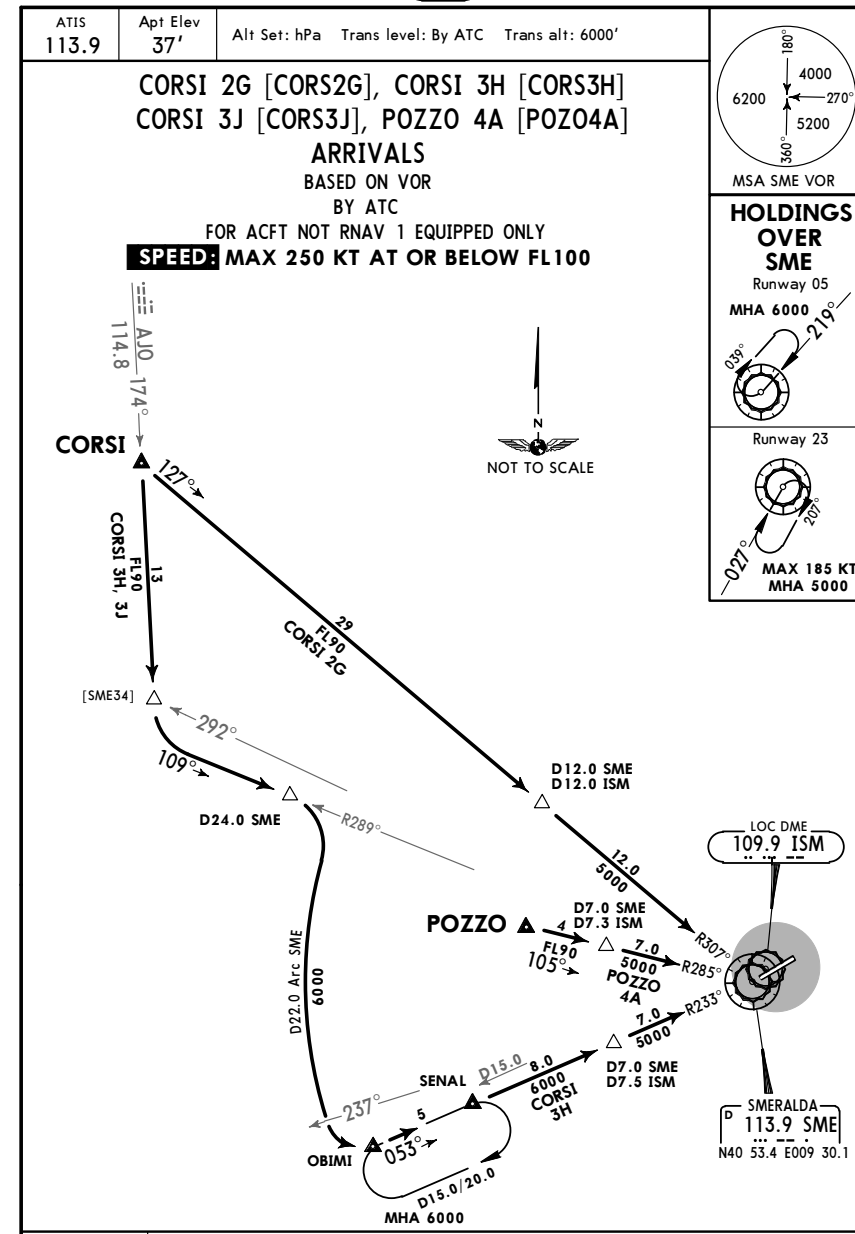 ATIS
113.9
Apt Elev
37'
Alt Set: hPa Trans level: By ATC Trans alt: 6000'
CORSI 2G [CORS2G], CORSI 3H [CORS3H]
CORSI 3J [CORS3J], POZZO 4A [POZO4A]
ARRIVALS
BASED ON VOR
BY ATC
FOR ACFT NOT RNAV 1 EQUIPPED ONLY
SPEED: MAX 250 KT AT OR BELOW FL100
180°
4000
270°
6200
5200
360°
MSA SME VOR
HOLDINGS
OVER
SME
Runway 05
MHA 6000
219°
039°
Runway 23
207°
027°
MAX 185 KT
MHA 5000
AJO
114.8
174°
CORSI
127°
N
NOT TO SCALE
13
FL90
CORSI 3H, 3J
29
FL90
CORSI 2G
[SME34]
292°
109°
D24.0 SME
R289°
D12.0 SME
D12.0 ISM
12.0
5000
R307°
LOC DME
109.9 ISM
POZZO
4
FL90
105°
D7.0 SME
D7.3 ISM
7.0
5000
R285°
POZZO
4A
7.0
5000
R233°
D7.0 SME
D7.5 ISM
D22.0 Arc SME
6000
SENAL
D15.0
8.0
6000
CORSI
3H
237°
5
053°
OBIMI
D15.0/20.0
MHA 6000
SMERALDA
D 113.9 SME
N40 53.4 E009 30.1